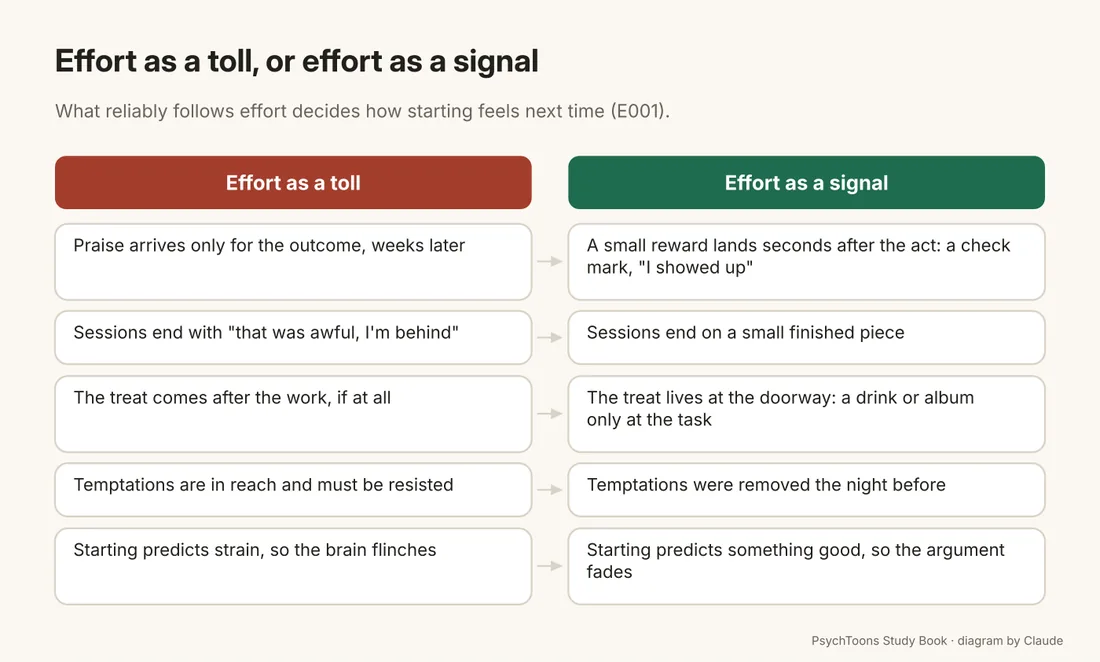 Effort as a toll, or effort as a signal
What reliably follows effort decides how starting feels next time (E001).
Effort as a toll
Effort as a signal
Praise arrives only for the outcome, weeks later
A small reward lands seconds after the act: a check
mark, "I showed up"
Sessions end with "that was awful, I'm behind"
Sessions end on a small finished piece
The treat comes after the work, if at all
The treat lives at the doorway: a drink or album
only at the task
Temptations are in reach and must be resisted
Temptations were removed the night before
Starting predicts strain, so the brain flinches
Starting predicts something good, so the argument
fades
PsychToons Study Book · diagram by Claude